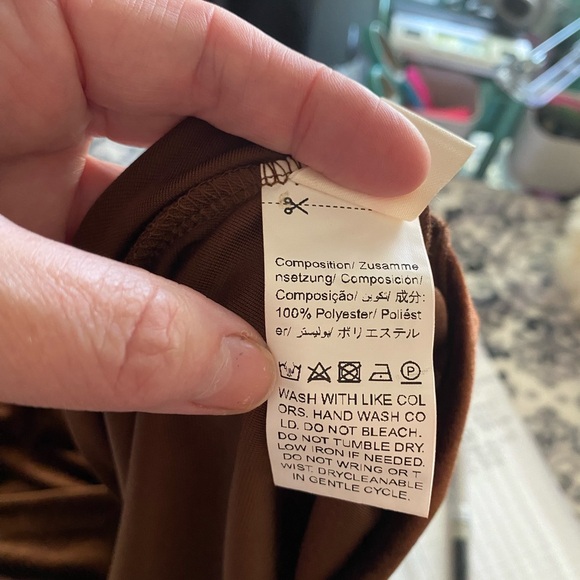 Composition/ Zusamme
nsetzung/ Composición/
Composição/ تكوين/ 成分:
100% Polyester/ Poliést
er/ بوليستر/ ポリエステル
WASH WITH LIKE COL
ORS. HAND WASH CO
LD. DO NOT BLEACH.
DO NOT TUMBLE DRY.
LOW IRON IF NEEDED.
DO NOT WRING OR T
WIST. DRYCLEANABLE
IN GENTLE CYCLE.